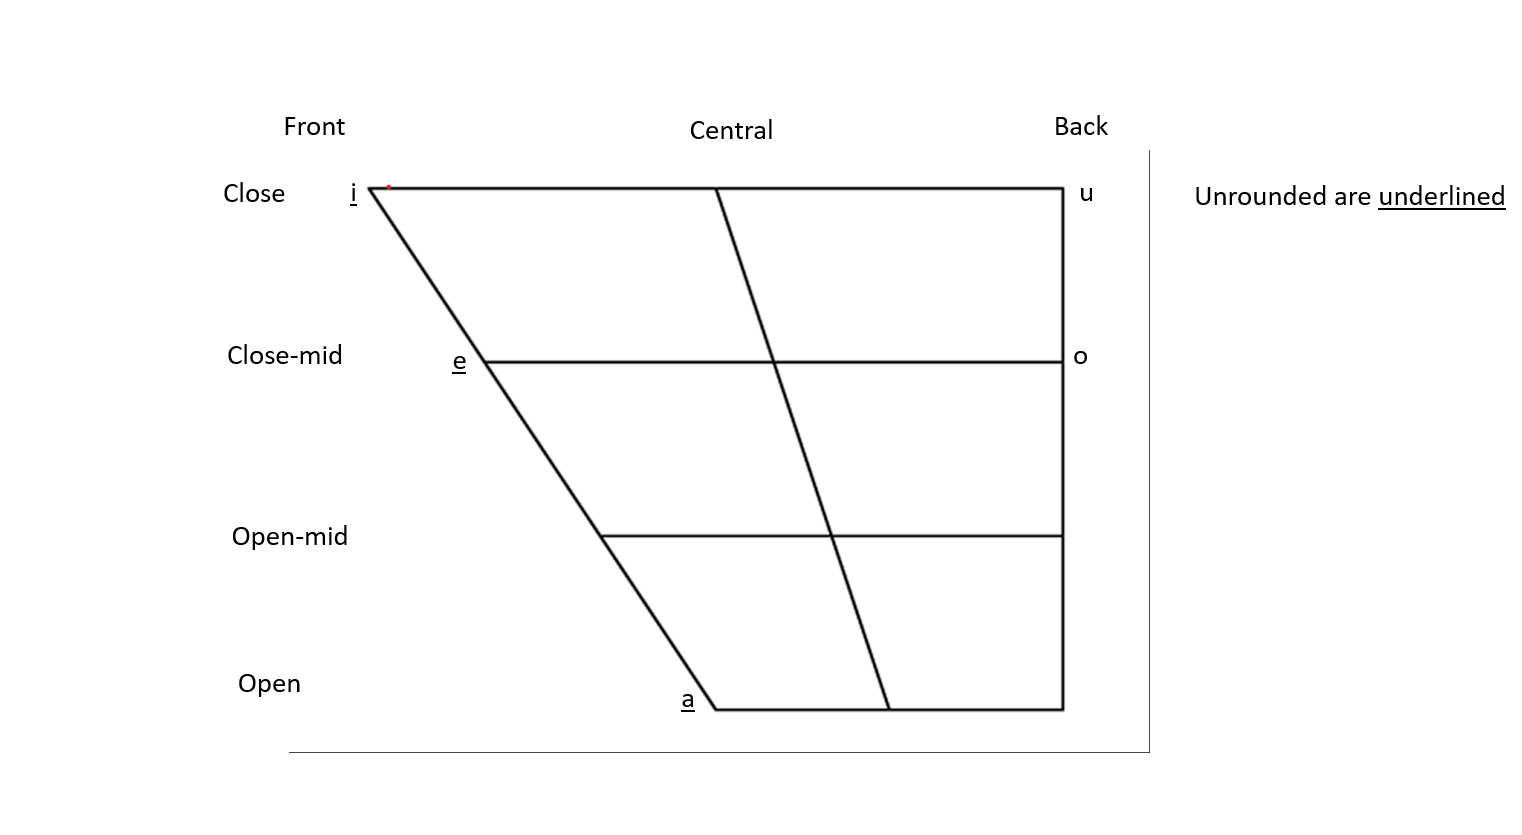 Front Central Back
Close i u Unrounded are underlined
Close-mid e o
Open-mid
Open a